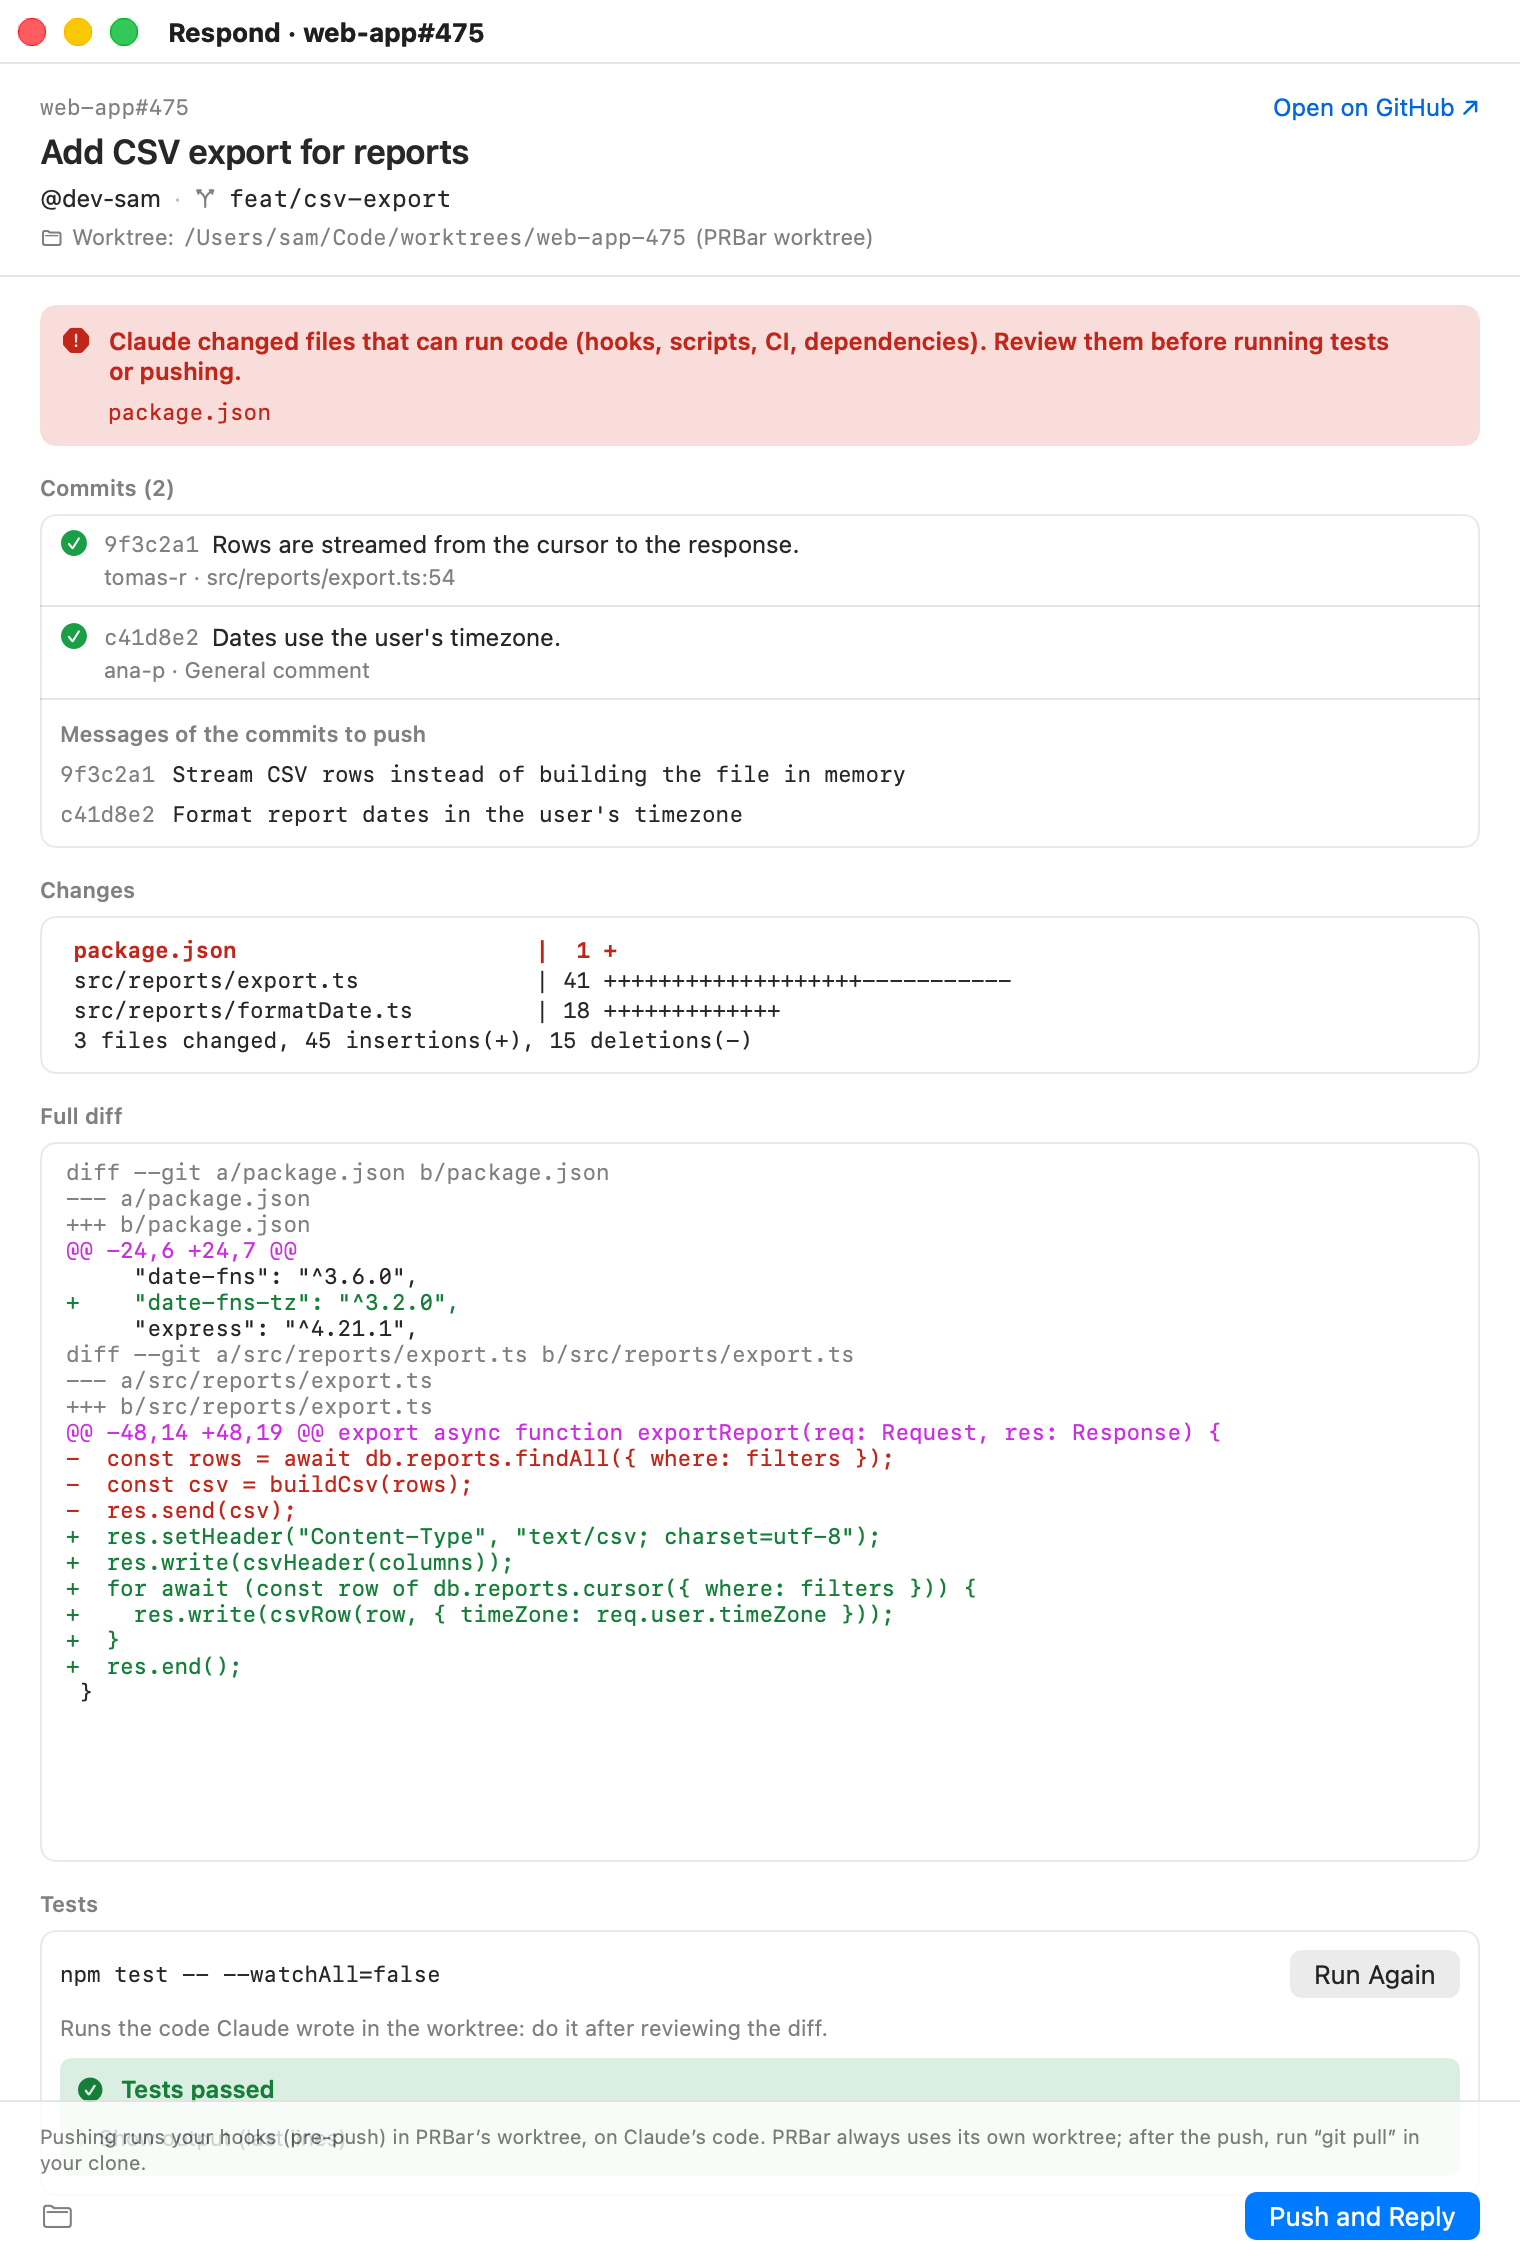 Respond · web-app#475
web-app#475
Open on GitHub ↗
Add CSV export for reports
@dev-sam · feat/csv-export
Worktree: /Users/sam/Code/worktrees/web-app-475 (PRBar worktree)
Claude changed files that can run code (hooks, scripts, CI, dependencies). Review them before running tests
or pushing.
package.json
Commits (2)
9f3c2a1 Rows are streamed from the cursor to the response.
tomas-r · src/reports/export.ts:54
c41d8e2 Dates use the user's timezone.
ana-p · General comment
Messages of the commits to push
9f3c2a1 Stream CSV rows instead of building the file in memory
c41d8e2 Format report dates in the user's timezone
Changes
package.json | 1 +
src/reports/export.ts | 41 +++++++++++++++++++-----------
src/reports/formatDate.ts | 18 +++++++++++++
3 files changed, 45 insertions(+), 15 deletions(-)
Full diff
diff --git a/package.json b/package.json
--- a/package.json
+++ b/package.json
@@ -24,6 +24,7 @@
"date-fns": "^3.6.0",
+ "date-fns-tz": "^3.2.0",
"express": "^4.21.1",
diff --git a/src/reports/export.ts b/src/reports/export.ts
--- a/src/reports/export.ts
+++ b/src/reports/export.ts
@@ -48,14 +48,19 @@ export async function exportReport(req: Request, res: Response) {
- const rows = await db.reports.findAll({ where: filters });
- const csv = buildCsv(rows);
- res.send(csv);
+ res.setHeader("Content-Type", "text/csv; charset=utf-8");
+ res.write(csvHeader(columns));
+ for await (const row of db.reports.cursor({ where: filters })) {
+ res.write(csvRow(row, { timeZone: req.user.timeZone }));
+ }
+ res.end();
}
Tests
npm test -- --watchAll=false
Run Again
Runs the code Claude wrote in the worktree: do it after reviewing the diff.
Tests passed
Show output (last lines)
Pushing runs your hooks (pre-push) in PRBar’s worktree, on Claude’s code. PRBar always uses its own worktree; after the push, run “git pull” in
your clone.
Push and Reply